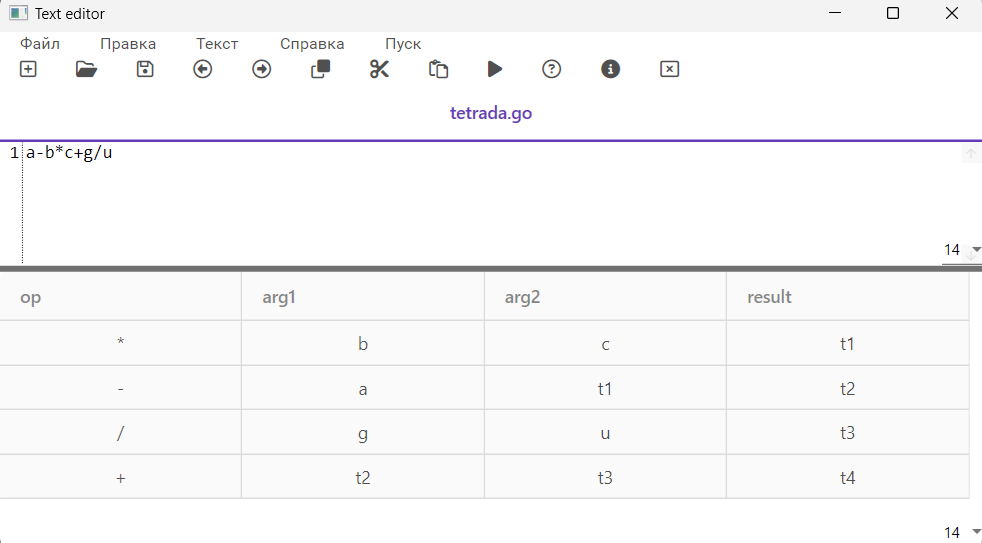 Text editor
Файл Правка Текст Справка Пуск
tetrada.go
1 a-b*c+g/u
14
op arg1 arg2 result
* b c t1
- a t1 t2
/ g u t3
+ t2 t3 t4
14